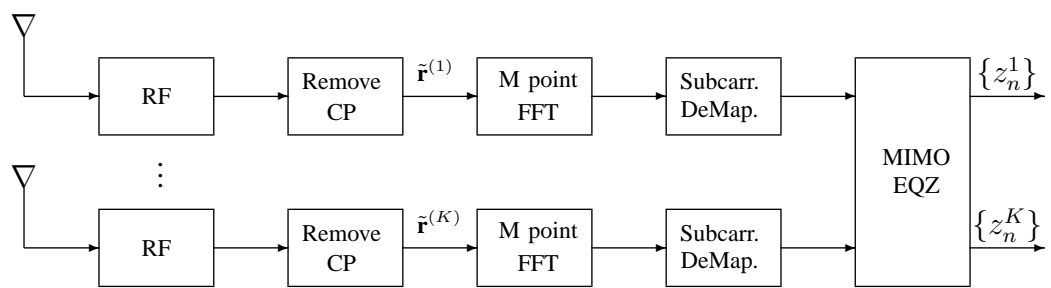 RF
Remove
CP
r̃^(1)
M point
FFT
Subcarr.
DeMap.
MIMO
EQZ
{z_n^1}
⋮
RF
Remove
CP
r̃^(K)
M point
FFT
Subcarr.
DeMap.
{z_n^K}